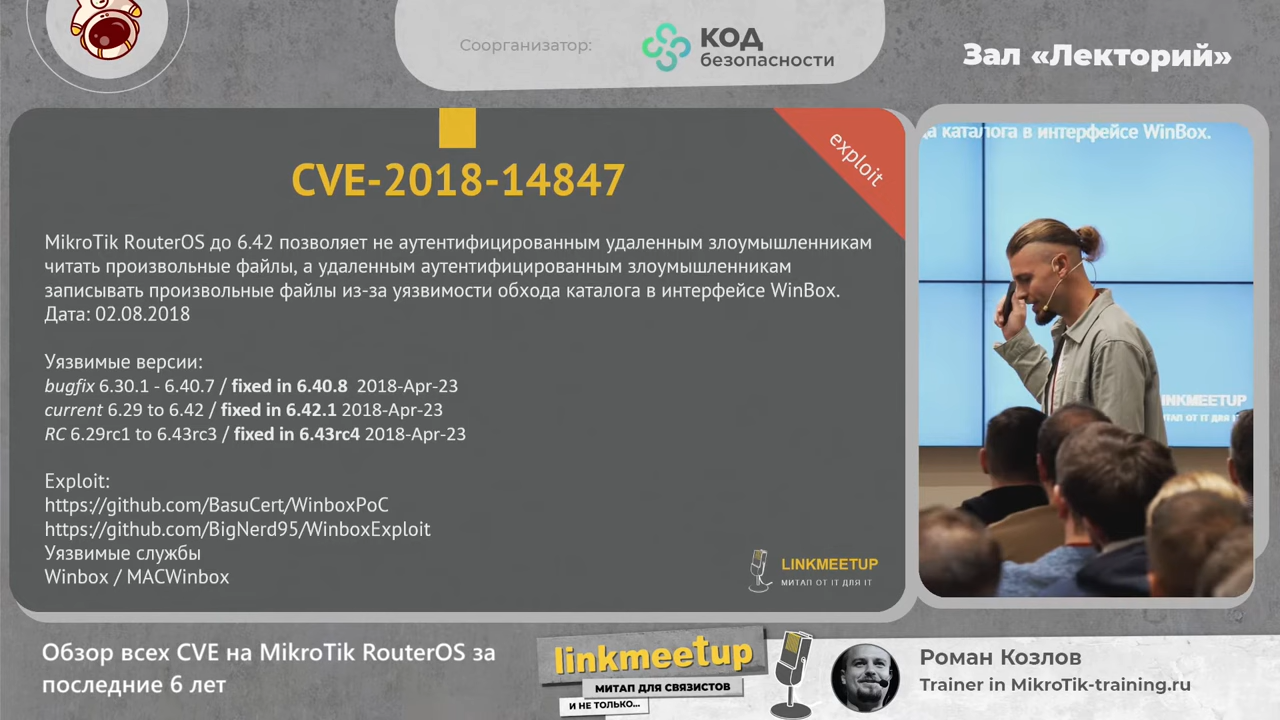 Соорганизатор:
КОД
безопасности
Зал «Лекторий»
exploit
CVE-2018-14847
MikroTik RouterOS до 6.42 позволяет не аутентифицированным удаленным злоумышленникам
читать произвольные файлы, а удаленным аутентифицированным злоумышленникам
записывать произвольные файлы из-за уязвимости обхода каталога в интерфейсе WinBox.
Дата: 02.08.2018
Уязвимые версии:
bugfix 6.30.1 - 6.40.7 / fixed in 6.40.8 2018-Apr-23
current 6.29 to 6.42 / fixed in 6.42.1 2018-Apr-23
RC 6.29rc1 to 6.43rc3 / fixed in 6.43rc4 2018-Apr-23
Exploit:
https://github.com/BasuCert/WinboxPoC
https://github.com/BigNerd95/WinboxExploit
Уязвимые службы
Winbox / MACWinbox
LINKMEETUP
МИТАП ОТ IT ДЛЯ IT
каталога в интерфейсе WinBox.
INKMEETUP
ТАП ОТ IT ДЛЯ I
Обзор всех CVE на MikroTik RouterOS за
последние 6 лет
linkmeetup
МИТАП ДЛЯ СВЯЗИСТОВ
И НЕ ТОЛЬКО...
Роман Козлов
Trainer in MikroTik-training.ru